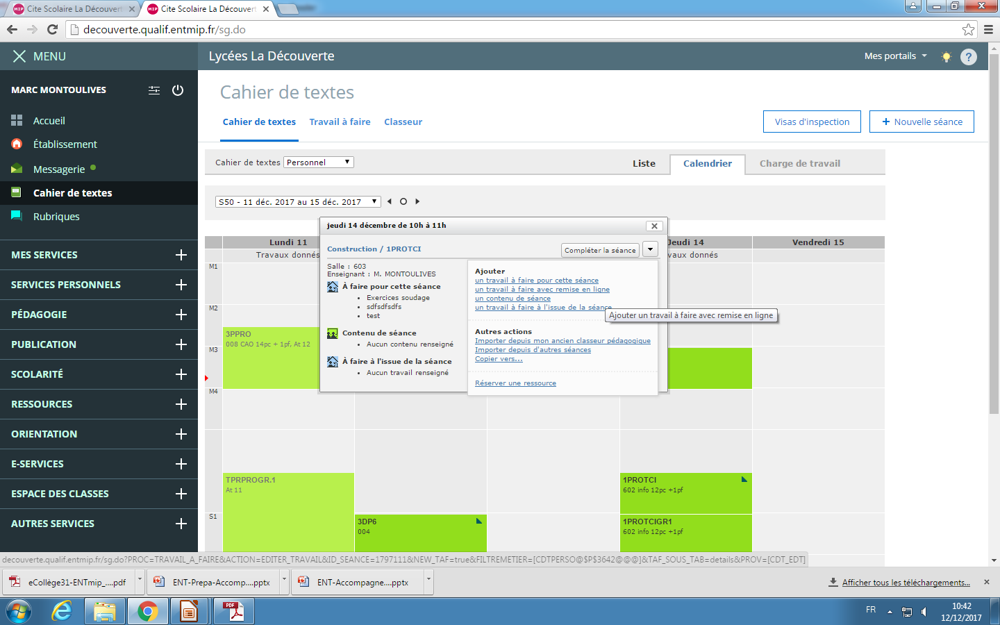 Cite Scolaire La Découverte
Cite Scolaire La Découvert
decouverte.qualif.entmip.fr/sg.do
MENU
Lycées La Découverte
Mes portails
MARC MONTOULIVES
Accueil
Établissement
Messagerie
Cahier de textes
Rubriques
MES SERVICES
SERVICES PERSONNELS
PÉDAGOGIE
PUBLICATION
SCOLARITÉ
RESSOURCES
ORIENTATION
E-SERVICES
ESPACE DES CLASSES
AUTRES SERVICES
Cahier de textes
Cahier de textes Travail à faire Classeur
Visas d'inspection
+ Nouvelle séance
Cahier de textes Personnel
Liste Calendrier Charge de travail
S50 - 11 déc. 2017 au 15 déc. 2017
Lundi 11
Travaux donnés
Jeudi 14
vaux donnés
Vendredi 15
M1
M2
M3
M4
S1
3PPRO
008 CAO 14pc + 1pf, At 12
TPRPROGR.1
At 11
3DP6
004
1PROTCI
602 info 12pc +1pf
1PROTCIGR1
602 info 12pc +1pf
jeudi 14 décembre de 10h à 11h
Construction / 1PROTCI
Compléter la séance
Salle : 603
Enseignant : M. MONTOULIVES
À faire pour cette séance
• Exercices soudage
• sdfsdfsdfs
• test
Contenu de séance
• Aucun contenu renseigné
À faire à l'issue de la séance
• Aucun travail renseigné
Ajouter
un travail à faire pour cette séance
un travail à faire avec remise en ligne
un contenu de séance
un travail à faire à l'issue de la séance
Ajouter un travail à faire avec remise en ligne
Autres actions
Importer depuis mon ancien classeur pédagogique
Importer depuis d'autres séances
Copier vers...
Réserver une ressource
decouverte.qualif.entmip.fr/sg.do?PROC=TRAVAIL_A_FAIRE&ACTION=EDITER_TRAVAIL&ID_SEANCE=1797111&NEW_TAF=true&FILTREMETIER=[CDTPERSO@$P$3642@@@]&TAF_SOUS_TAB=details&PROV=[CDT_EDT]
eCollège31-ENTmip_....pdf
ENT-Prepa-Accomp....pptx
ENT-Accompagne....pptx
Afficher tous les téléchargements...
FR
10:42
12/12/2017